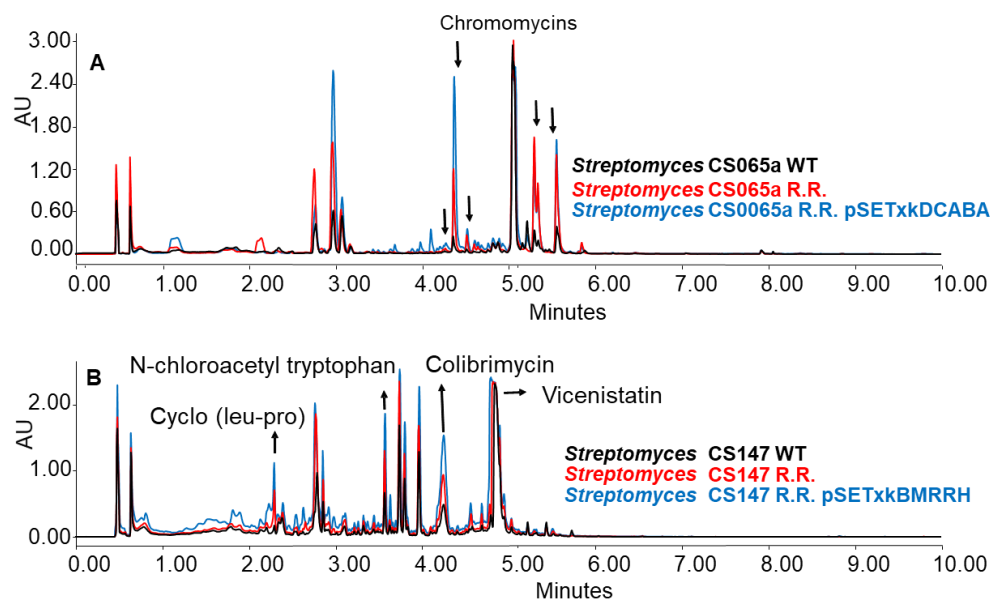 Chromomycins
3.00
A
2.40
AU
1.80
1.20
Streptomyces CS065a WT
Streptomyces CS065a R.R.
0.60
Streptomyces CS0065a R.R. pSETxkDCABA
0.00
0.00 1.00 2.00 3.00 4.00 5.00 6.00 7.00 8.00 9.00 10.00
Minutes
N-chloroacetyl tryptophan Colibrimycin
B
Vicenistatin
2.00
Cyclo (leu-pro)
AU
Streptomyces CS147 WT
1.00
Streptomyces CS147 R.R.
Streptomyces CS147 R.R. pSETxkBMRRH
0.00
0.00 1.00 2.00 3.00 4.00 5.00 6.00 7.00 8.00 9.00 10.00
Minutes